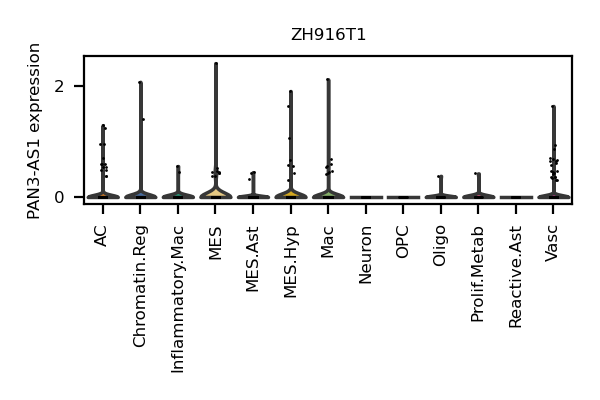 ZH916T1
PAN3-AS1 expression
2
0
AC
Chromatin.Reg
Inflammatory.Mac
MES
MES.Ast
MES.Hyp
Mac
Neuron
OPC
Oligo
Prolif.Metab
Reactive.Ast
Vasc